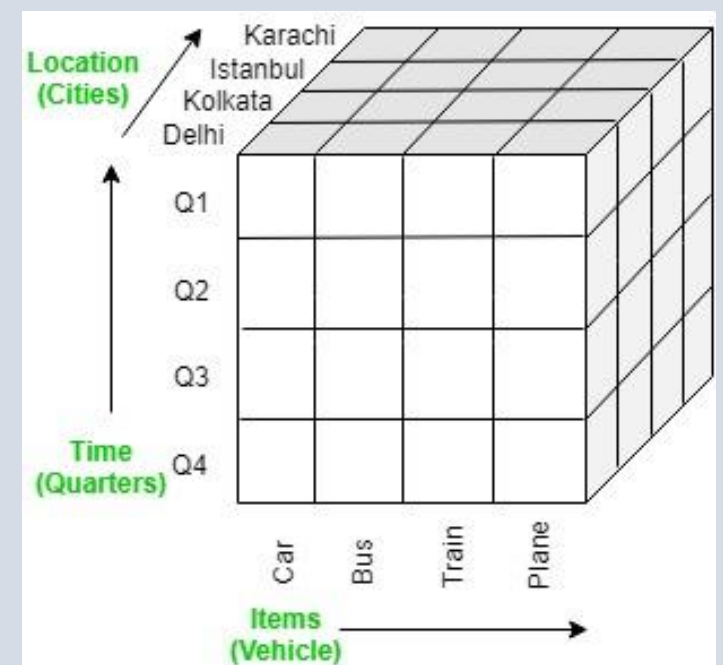 Karachi
Istanbul
Kolkata
Delhi
Location
(Cities)
Q1
Q2
Q3
Q4
Time
(Quarters)
Car
Bus
Train
Plane
Items
(Vehicle)